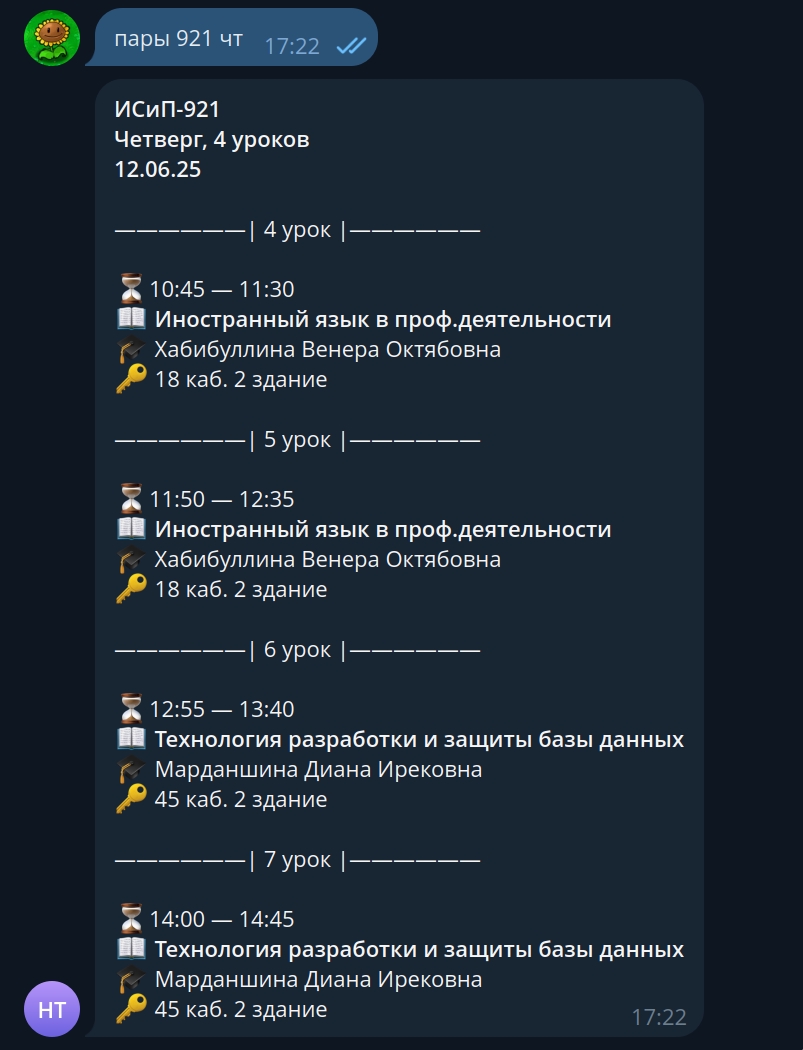 пары 921 чт 17:22
ИСиП-921
Четверг, 4 уроков
12.06.25
——————| 4 урок |——————
10:45 — 11:30
Иностранный язык в проф.деятельности
Хабибуллина Венера Октябовна
18 каб. 2 здание
——————| 5 урок |——————
11:50 — 12:35
Иностранный язык в проф.деятельности
Хабибуллина Венера Октябовна
18 каб. 2 здание
——————| 6 урок |——————
12:55 — 13:40
Технология разработки и защиты базы данных
Марданшина Диана Ирековна
45 каб. 2 здание
——————| 7 урок |——————
14:00 — 14:45
Технология разработки и защиты базы данных
Марданшина Диана Ирековна
45 каб. 2 здание
НТ
17:22